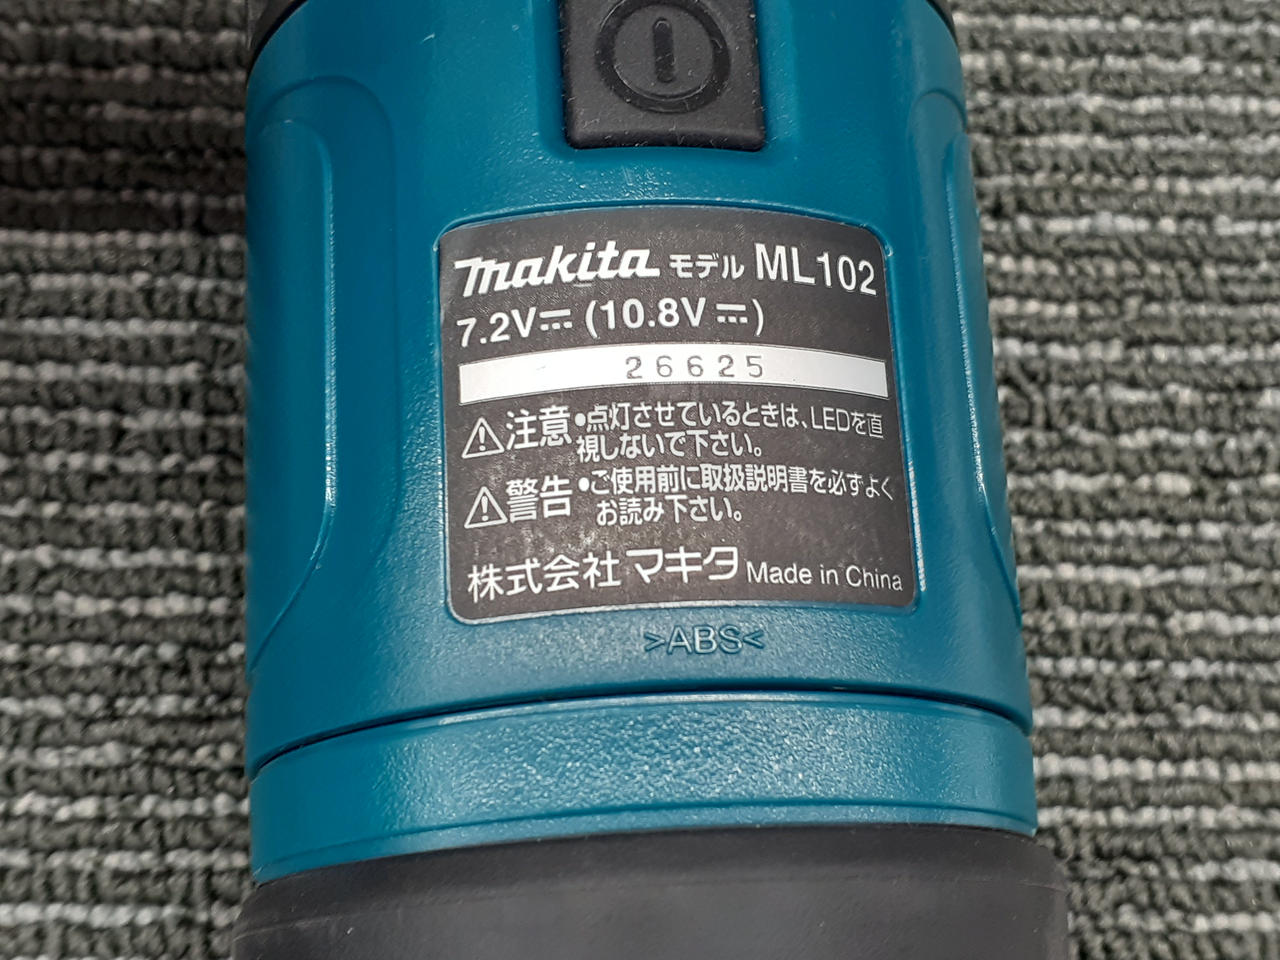 makita モデル ML102
7.2V⎓ (10.8V⎓)
26625
⚠注意 •点灯させているときは、LEDを直
視しないで下さい。
⚠警告 •ご使用前に取扱説明書を必ずよく
お読み下さい。
株式会社 マキタ Made in China
>ABS<